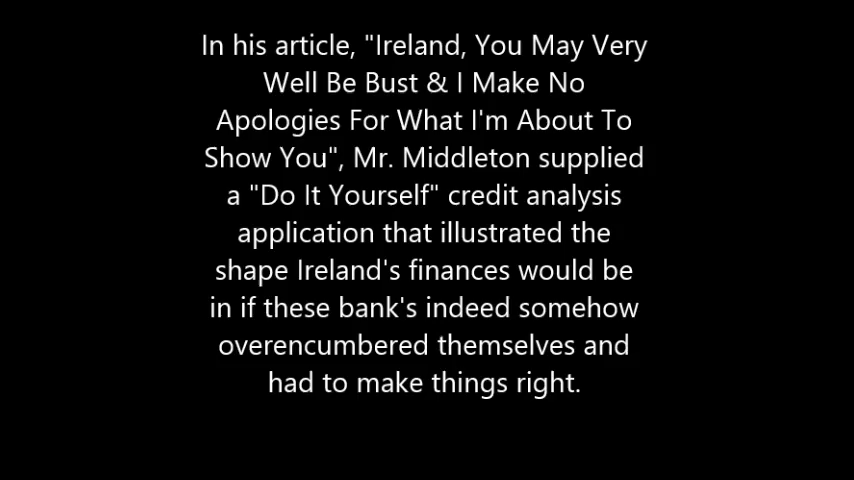 In his article, "Ireland, You May Very
Well Be Bust & I Make No
Apologies For What I'm About To
Show You", Mr. Middleton supplied
a "Do It Yourself" credit analysis
application that illustrated the
shape Ireland's finances would be
in if these bank's indeed somehow
overencumbered themselves and
had to make things right.